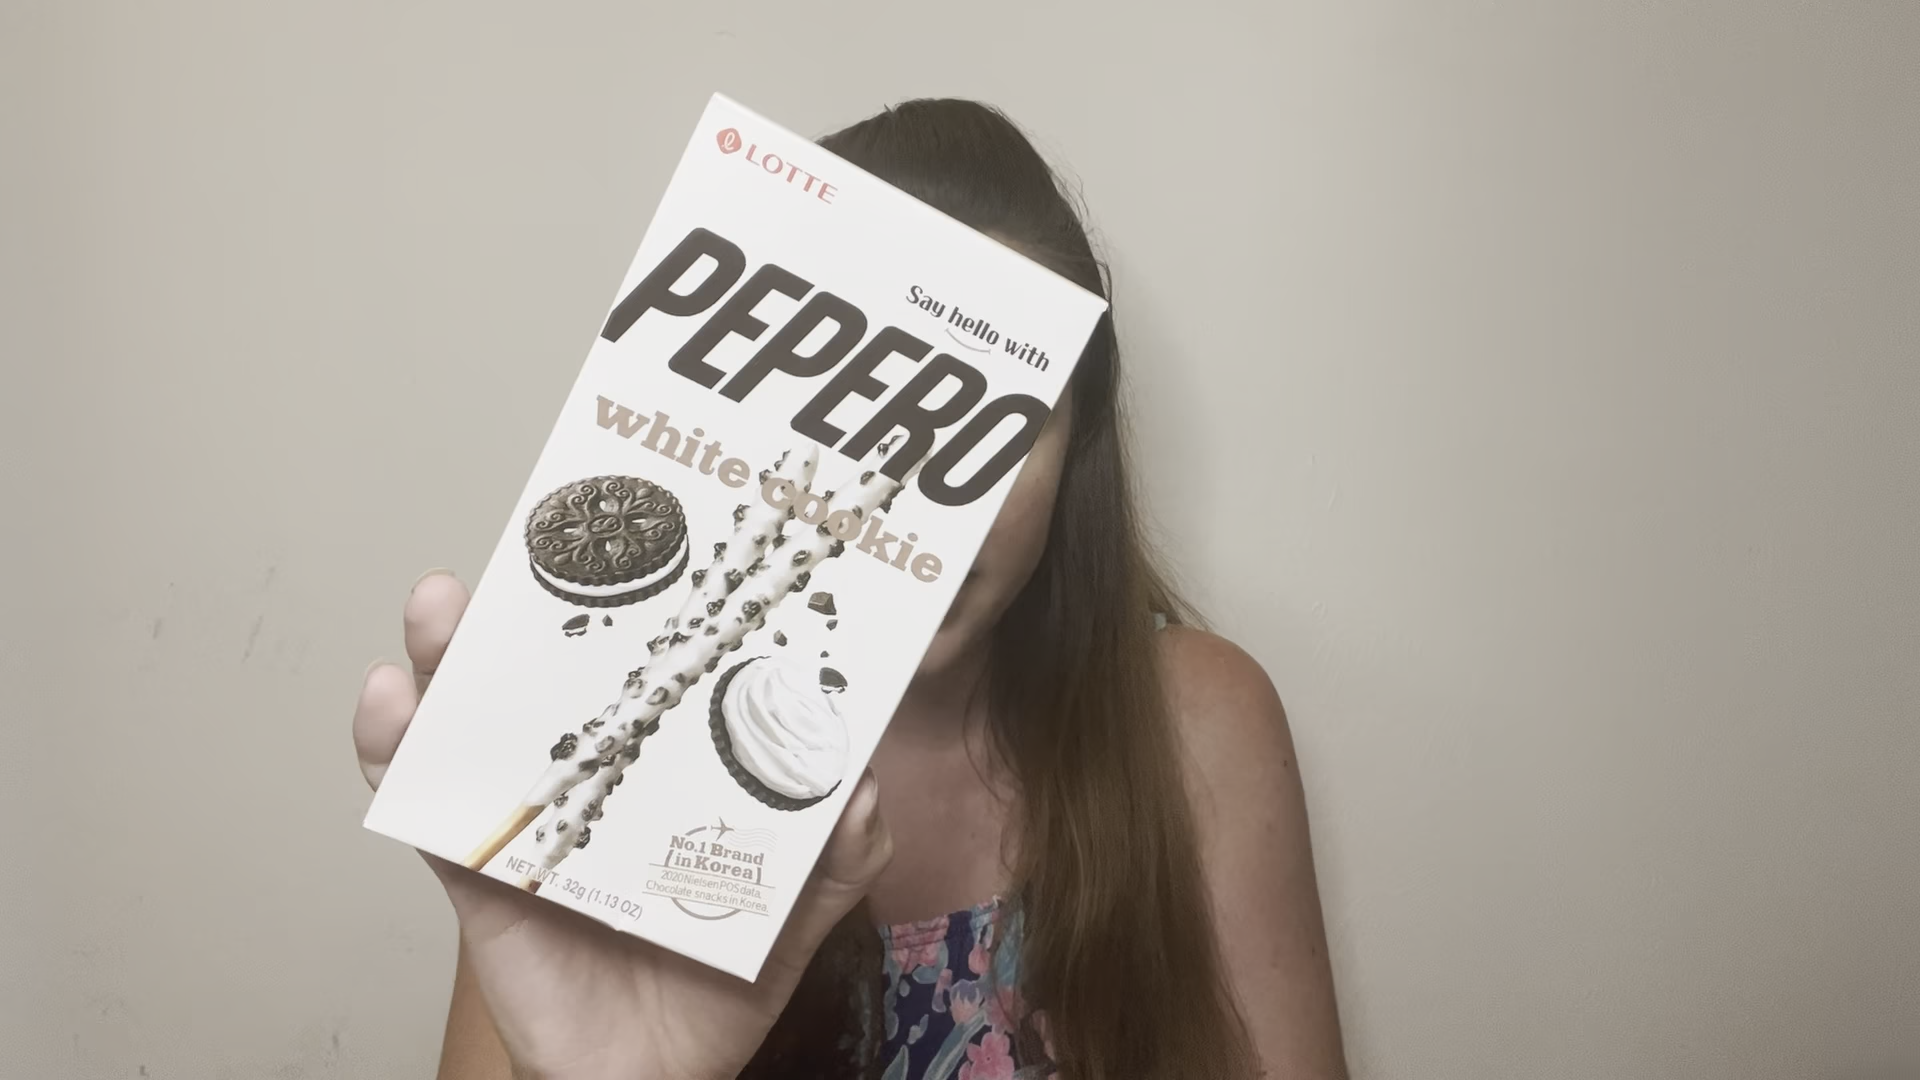 LOTTE
Say hello with
PEPERO
white cookie
No.1 Brand
in Korea
2020 Nielsen POS data,
Chocolate snacks in Korea.
NET WT. 32g (1.13 OZ)